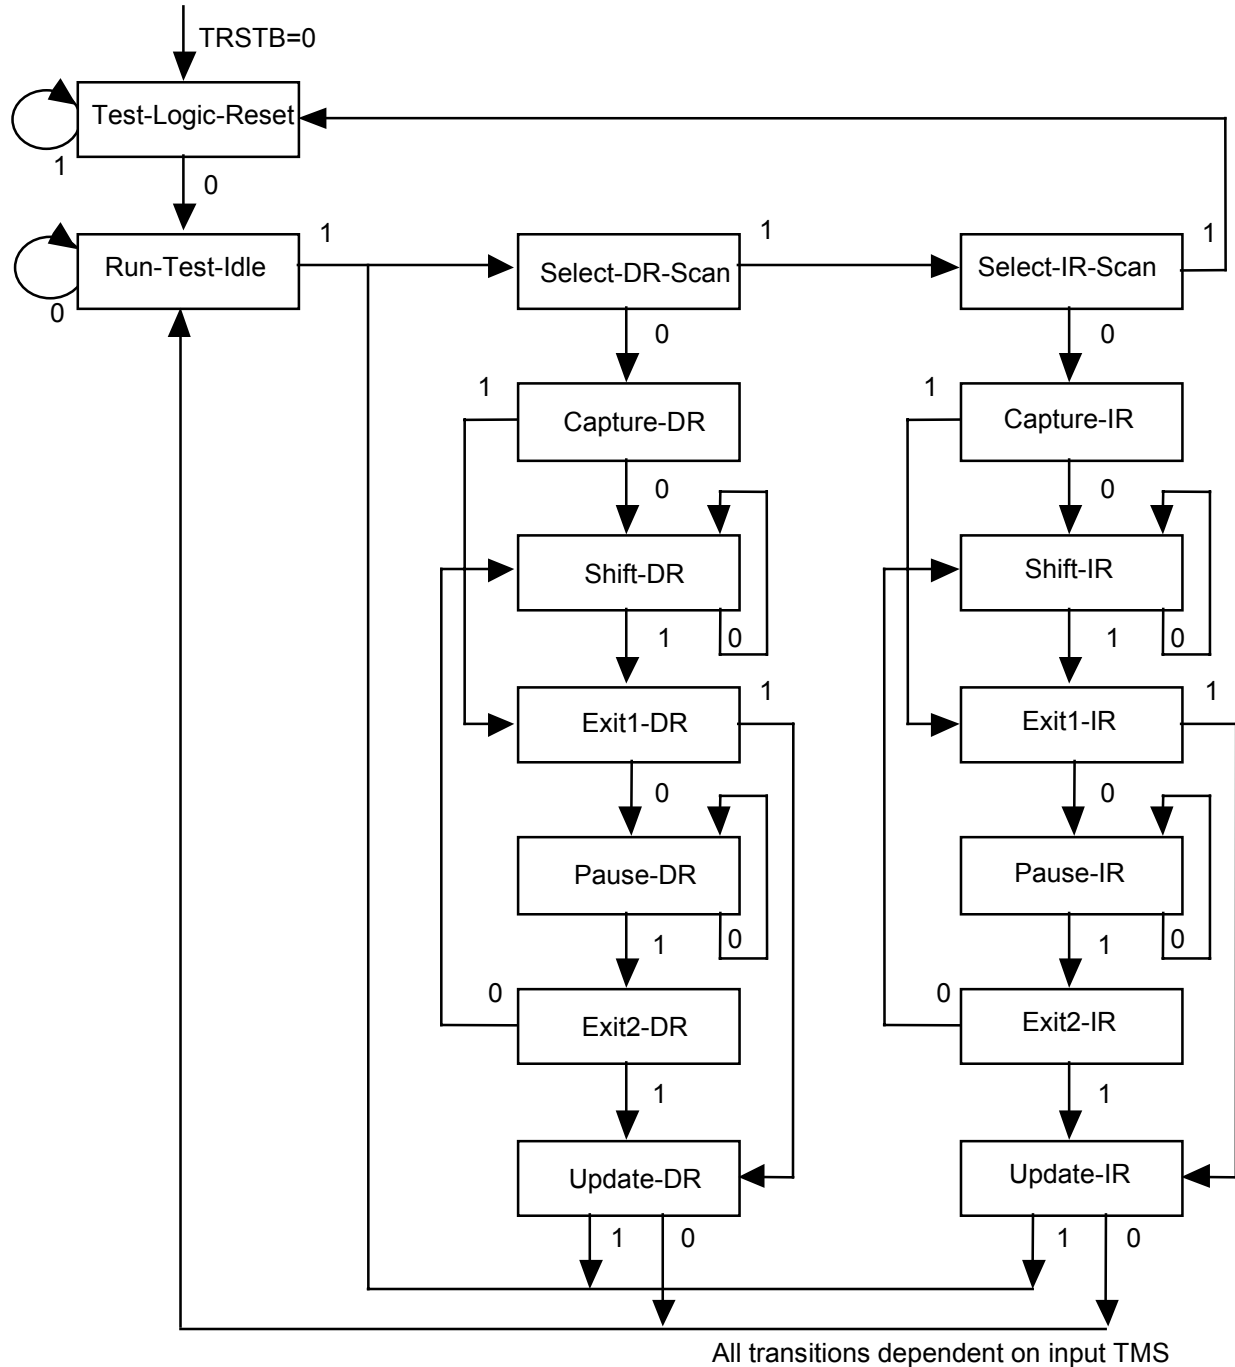 TRSTB=0
Test-Logic-Reset
1
0
Run-Test-Idle
0
1
Select-DR-Scan
1
Select-IR-Scan
1
0
0
1
Capture-DR
1
Capture-IR
0
0
Shift-DR
Shift-IR
1
0
1
0
Exit1-DR
1
Exit1-IR
1
0
0
Pause-DR
Pause-IR
1
0
1
0
0
Exit2-DR
0
Exit2-IR
1
1
Update-DR
Update-IR
1
0
1
0
All transitions dependent on input TMS